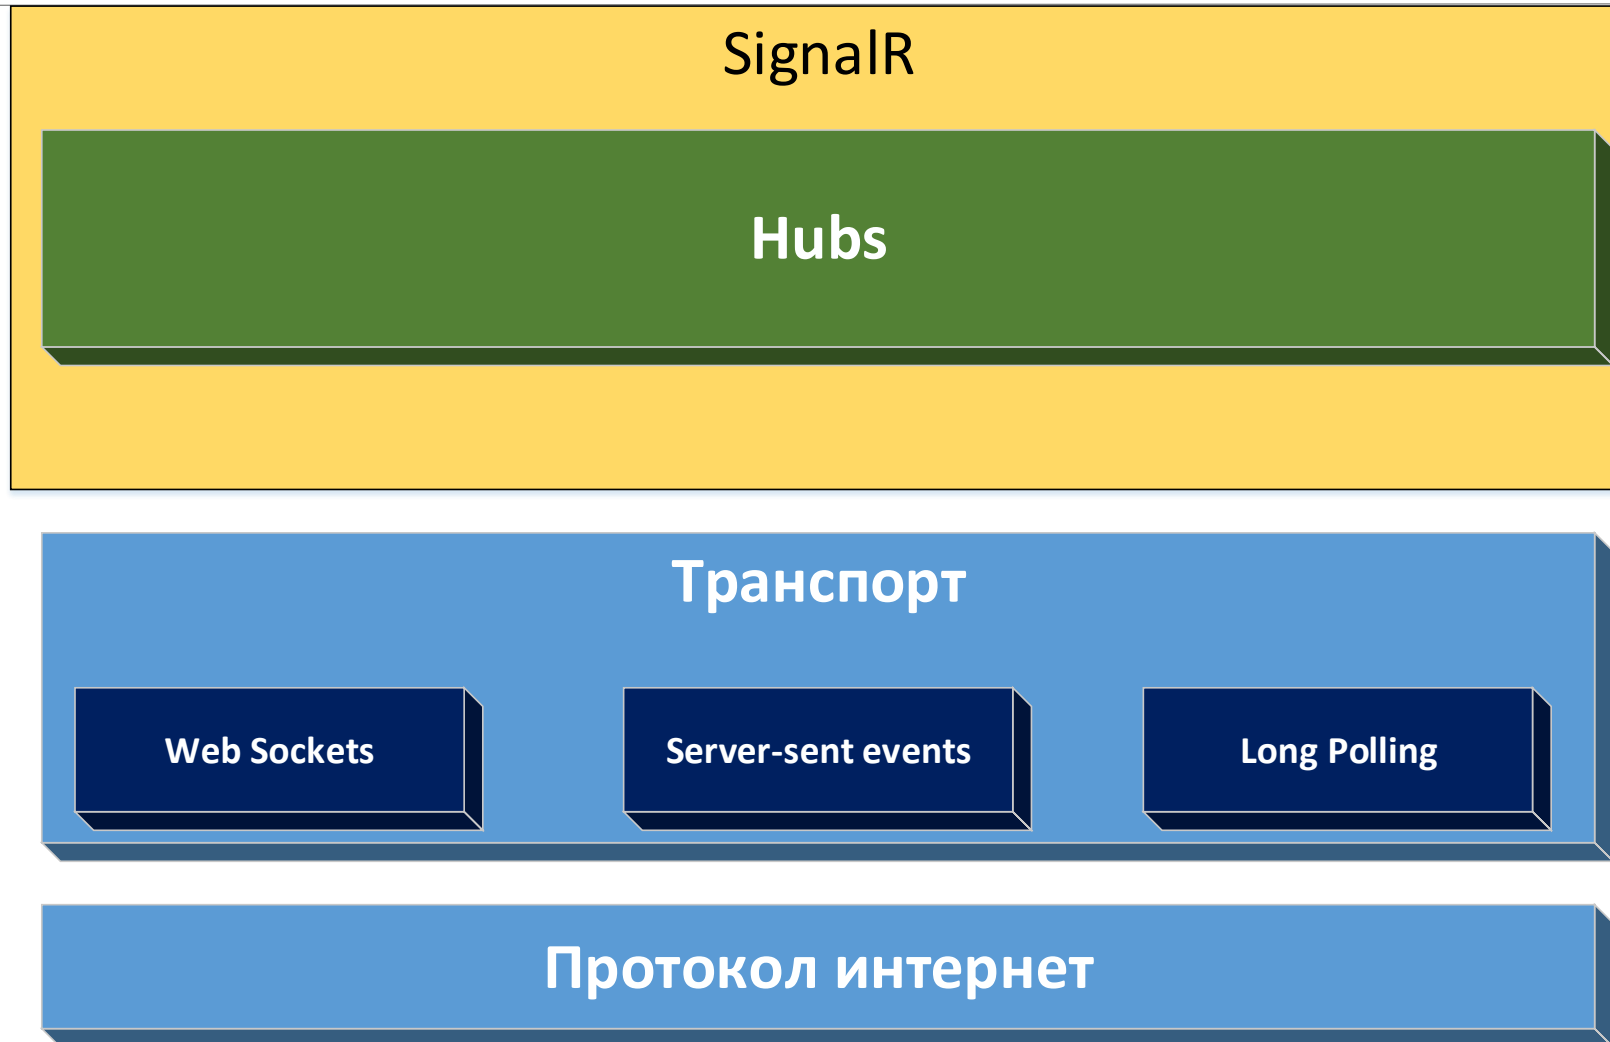 SignalR
Hubs
Транспорт
Web Sockets
Server-sent events
Long Polling
Протокол интернет